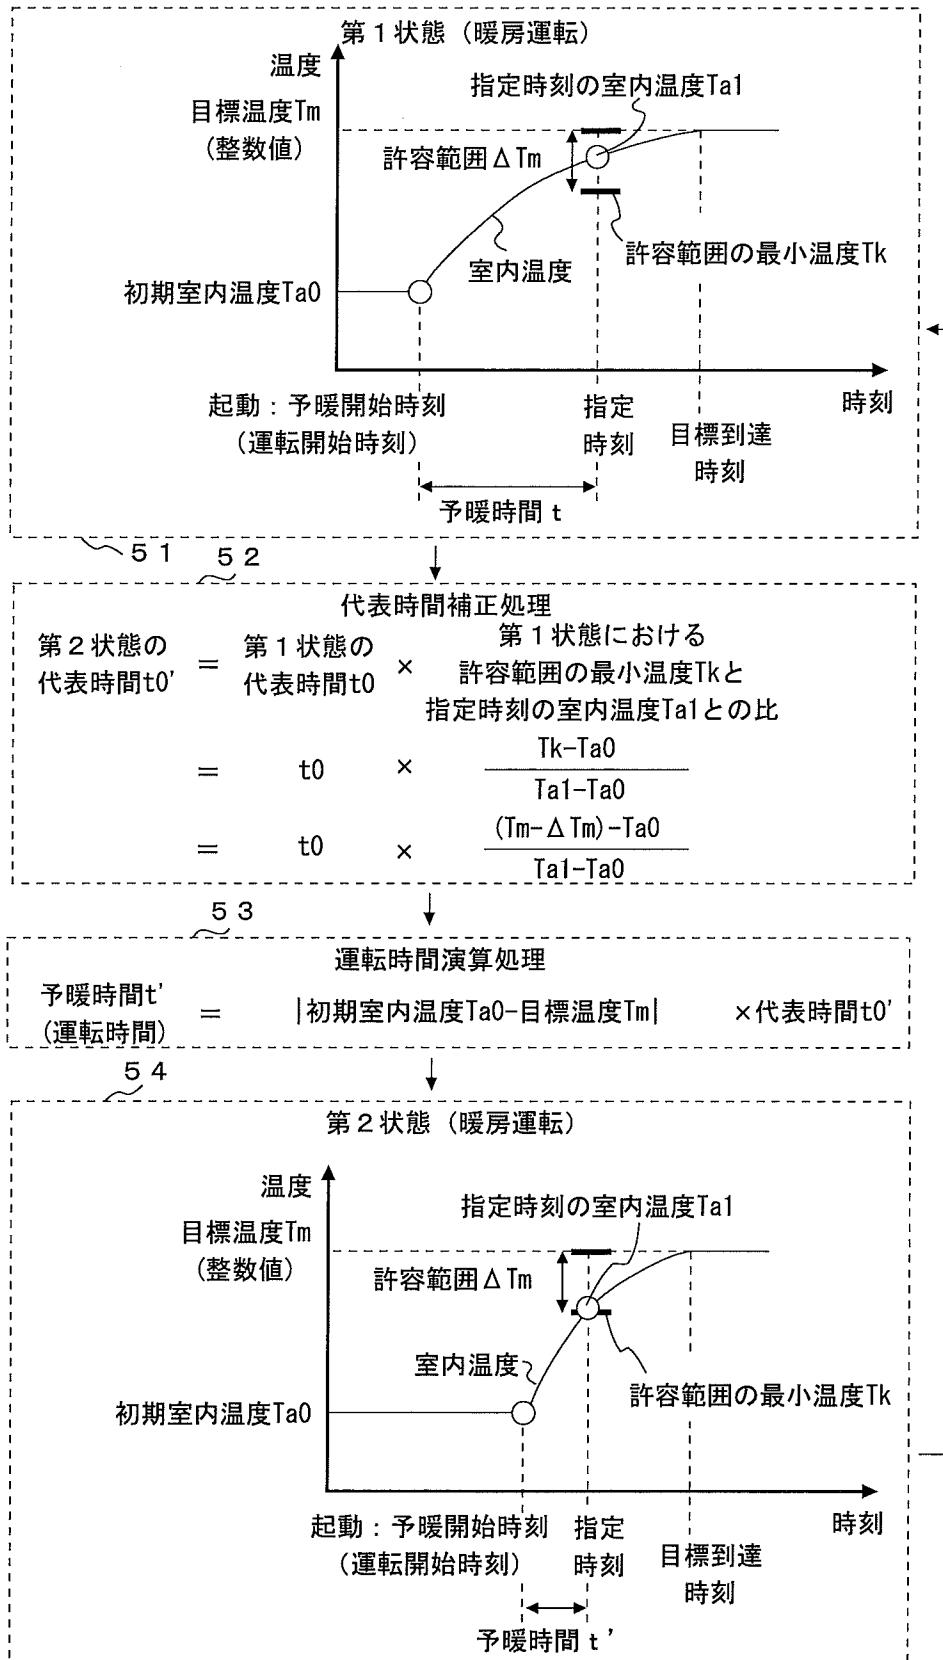 第1状態（暖房運転）
温度
指定時刻の室内温度Ta1
目標温度Tm
(整数値)
許容範囲ΔTm
許容範囲の最小温度Tk
室内温度
初期室内温度Ta0
時刻
起動：予暖開始時刻
(運転開始時刻)
指定
時刻
目標到達
時刻
予暖時間 t
５１
５２
代表時間補正処理
第2状態の
代表時間t0'
＝
第1状態の
代表時間t0
×
第1状態における
許容範囲の最小温度Tkと
指定時刻の室内温度Ta1との比
＝ t0 ×
Tk-Ta0
Ta1-Ta0
＝ t0 ×
(Tm-ΔTm)-Ta0
Ta1-Ta0
５３
運転時間演算処理
予暖時間t'
(運転時間)
＝ |初期室内温度Ta0-目標温度Tm| ×代表時間t0'
５４
第2状態（暖房運転）
温度
指定時刻の室内温度Ta1
目標温度Tm
(整数値)
許容範囲ΔTm
室内温度
許容範囲の最小温度Tk
初期室内温度Ta0
時刻
起動：予暖開始時刻
(運転開始時刻)
指定
時刻
目標到達
時刻
予暖時間 t'